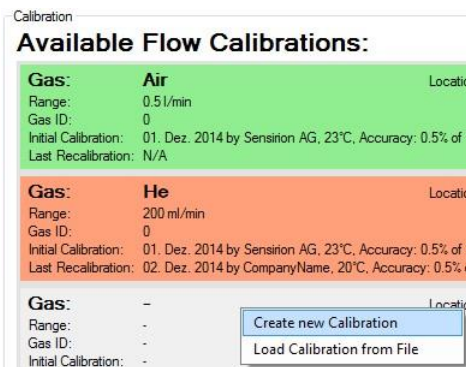 Calibration
Available Flow Calibrations:
Gas: Air Locatio
Range: 0.5 l/min
Gas ID: 0
Initial Calibration: 01. Dez. 2014 by Sensirion AG, 23°C, Accuracy: 0.5% of
Last Recalibration: N/A
Gas: He Locatio
Range: 200 ml/min
Gas ID: 0
Initial Calibration: 01. Dez. 2014 by Sensirion AG, 23°C, Accuracy: 0.5% of
Last Recalibration: 02. Dez. 2014 by CompanyName, 20°C, Accuracy: 0.5%
Gas: - Locatio
Range: -
Create new Calibration
Gas ID: -
Load Calibration from File
Initial Calibration: -